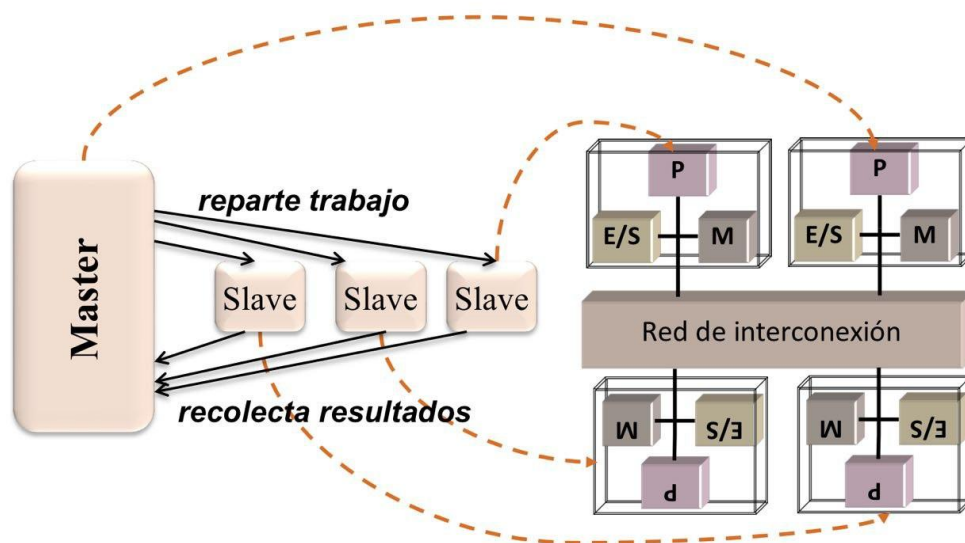 Master
reparte trabajo
Slave
Slave
Slave
recolecta resultados
P
E/S
M
P
E/S
M
Red de interconexión
M
E/S
P
M
E/S
P